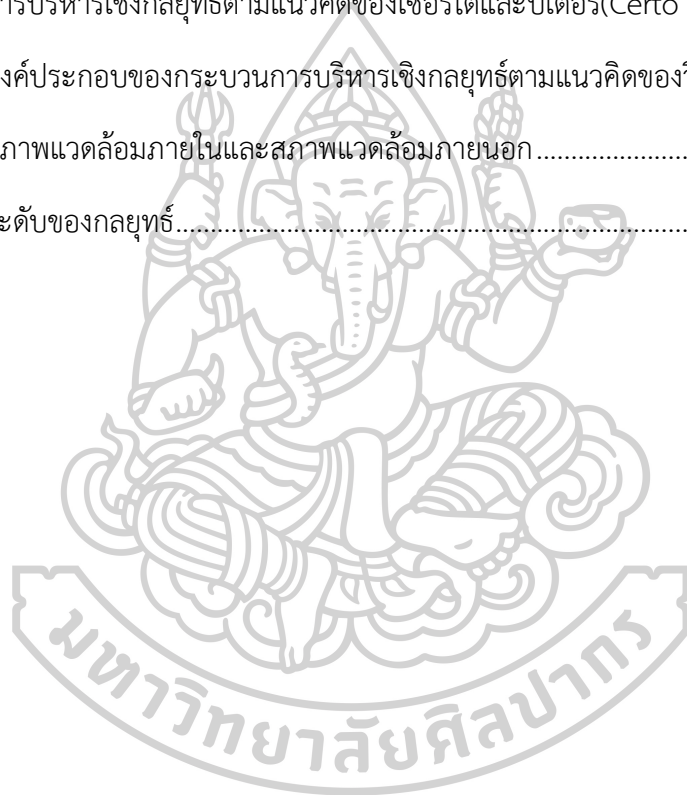 ารบริหารเชิงกลยุทธ์ตามแนวคิดของเซอร์โตและปีเตอร์(Certo
งค์ประกอบของกระบวนการบริหารเชิงกลยุทธ์ตามแนวคิดของวี
ภาพแวดล้อมภายในและสภาพแวดล้อมภายนอก ......................
ะดับของกลยุทธ์..........................................................................
มหาวิทยาลัยศิลปากร